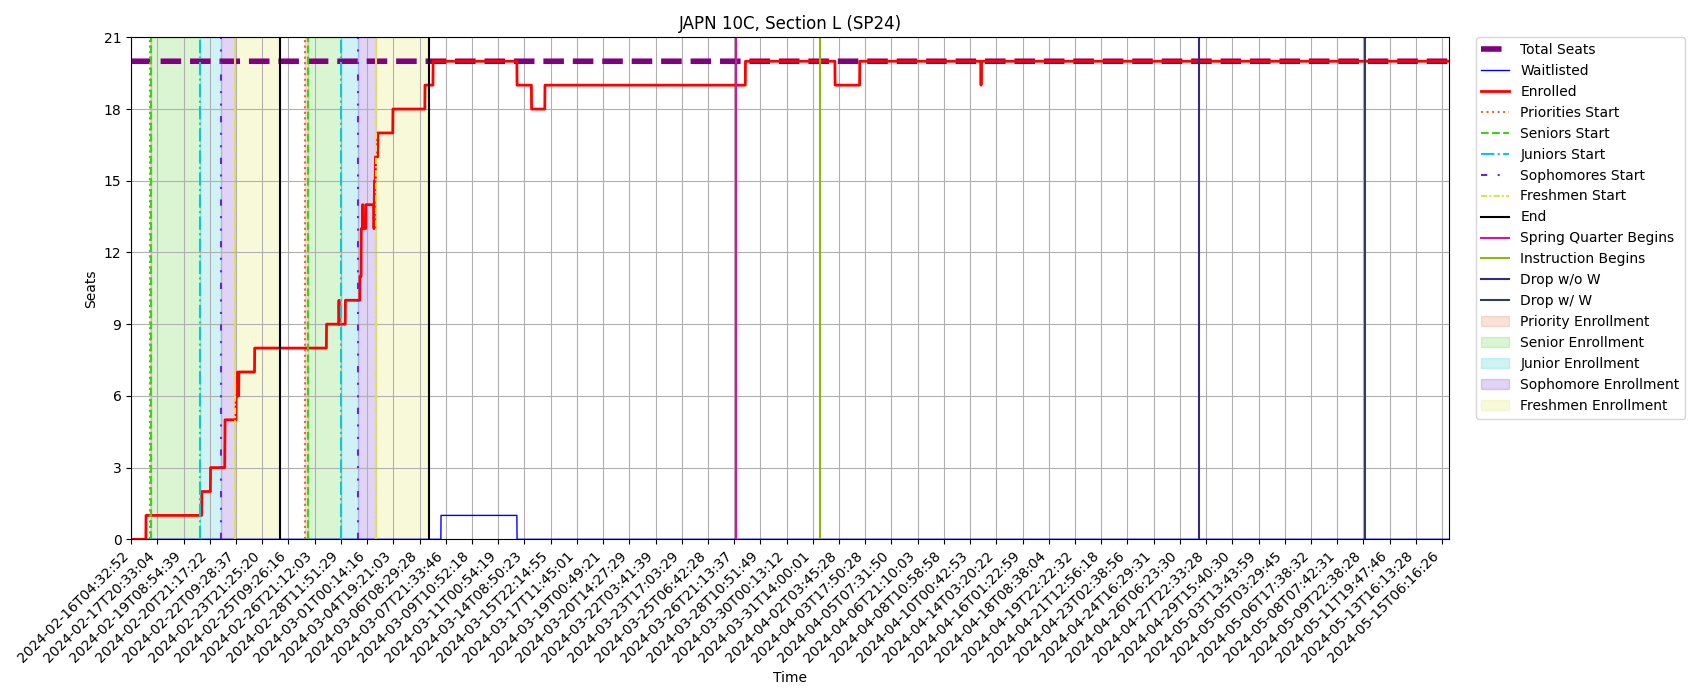 JAPN 10C, Section L (SP24)
Seats
21
18
15
12
9
6
3
0
2024-02-16T04:32:52
2024-02-17T20:33:04
2024-02-19T08:54:39
2024-02-20T21:17:22
2024-02-22T09:28:37
2024-02-23T21:25:20
2024-02-25T09:26:16
2024-02-26T21:12:03
2024-02-28T11:51:29
2024-03-01T00:14:16
2024-03-04T19:21:03
2024-03-06T08:29:28
2024-03-07T21:33:46
2024-03-09T10:52:18
2024-03-11T00:54:19
2024-03-14T08:50:23
2024-03-15T22:14:55
2024-03-17T11:45:01
2024-03-19T00:49:21
2024-03-20T14:27:29
2024-03-22T03:41:39
2024-03-23T17:03:29
2024-03-25T06:42:28
2024-03-26T21:13:37
2024-03-28T10:51:49
2024-03-30T00:13:12
2024-03-31T14:00:01
2024-04-02T03:45:28
2024-04-03T17:50:28
2024-04-05T07:31:50
2024-04-06T21:10:03
2024-04-08T10:58:58
2024-04-10T00:42:53
2024-04-14T03:20:22
2024-04-16T01:22:59
2024-04-18T08:38:04
2024-04-19T22:22:32
2024-04-21T12:56:18
2024-04-23T02:38:56
2024-04-24T16:29:31
2024-04-26T06:23:30
2024-04-27T22:33:28
2024-04-29T15:40:30
2024-05-03T13:43:59
2024-05-05T03:29:45
2024-05-06T17:38:32
2024-05-08T07:42:31
2024-05-09T22:38:28
2024-05-11T19:47:46
2024-05-13T16:13:28
2024-05-15T06:16:26
Time
Total Seats
Waitlisted
Enrolled
Priorities Start
Seniors Start
Juniors Start
Sophomores Start
Freshmen Start
End
Spring Quarter Begins
Instruction Begins
Drop w/o W
Drop w/ W
Priority Enrollment
Senior Enrollment
Junior Enrollment
Sophomore Enrollment
Freshmen Enrollment